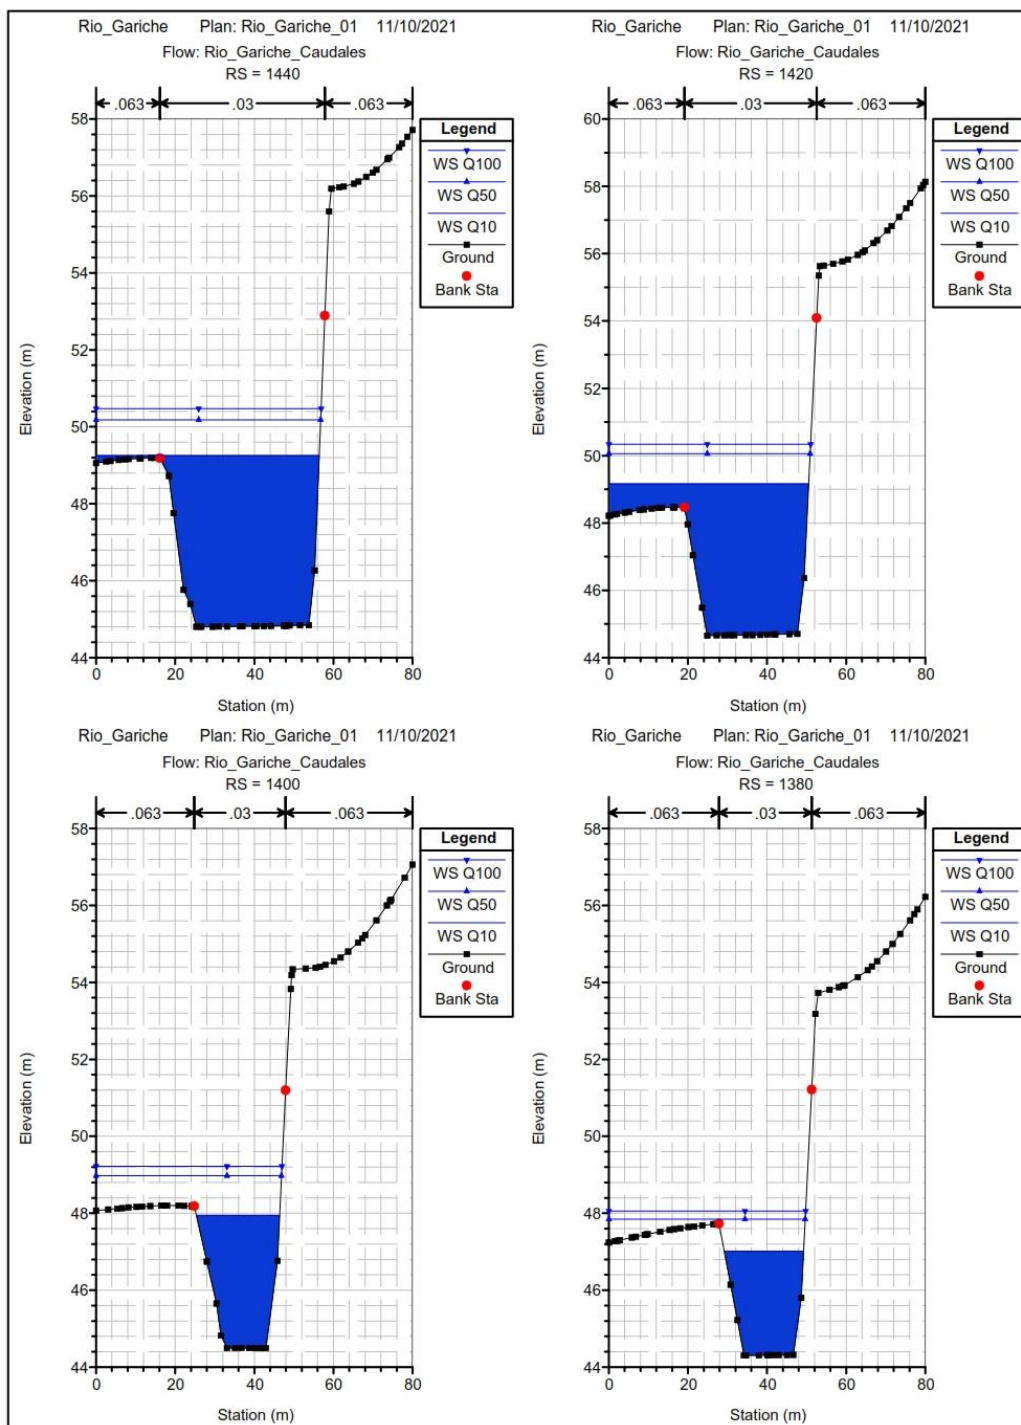 Rio_Gariche Plan: Rio_Gariche_01 11/10/2021
Flow: Rio_Gariche_Caudales
RS = 1440
.063 .03 .063
58
56
54
52
50
48
46
44
Elevation (m)
0 20 40 60 80
Station (m)
Legend
WS Q100
WS Q50
WS Q10
Ground
Bank Sta
Rio_Gariche Plan: Rio_Gariche_01 11/10/2021
Flow: Rio_Gariche_Caudales
RS = 1420
.063 .03 .063
60
58
56
54
52
50
48
46
44
Elevation (m)
0 20 40 60 80
Station (m)
Legend
WS Q100
WS Q50
WS Q10
Ground
Bank Sta
Rio_Gariche Plan: Rio_Gariche_01 11/10/2021
Flow: Rio_Gariche_Caudales
RS = 1400
.063 .03 .063
58
56
54
52
50
48
46
44
Elevation (m)
0 20 40 60 80
Station (m)
Legend
WS Q100
WS Q50
WS Q10
Ground
Bank Sta
Rio_Gariche Plan: Rio_Gariche_01 11/10/2021
Flow: Rio_Gariche_Caudales
RS = 1380
.063 .03 .063
58
56
54
52
50
48
46
44
Elevation (m)
0 20 40 60 80
Station (m)
Legend
WS Q100
WS Q50
WS Q10
Ground
Bank Sta